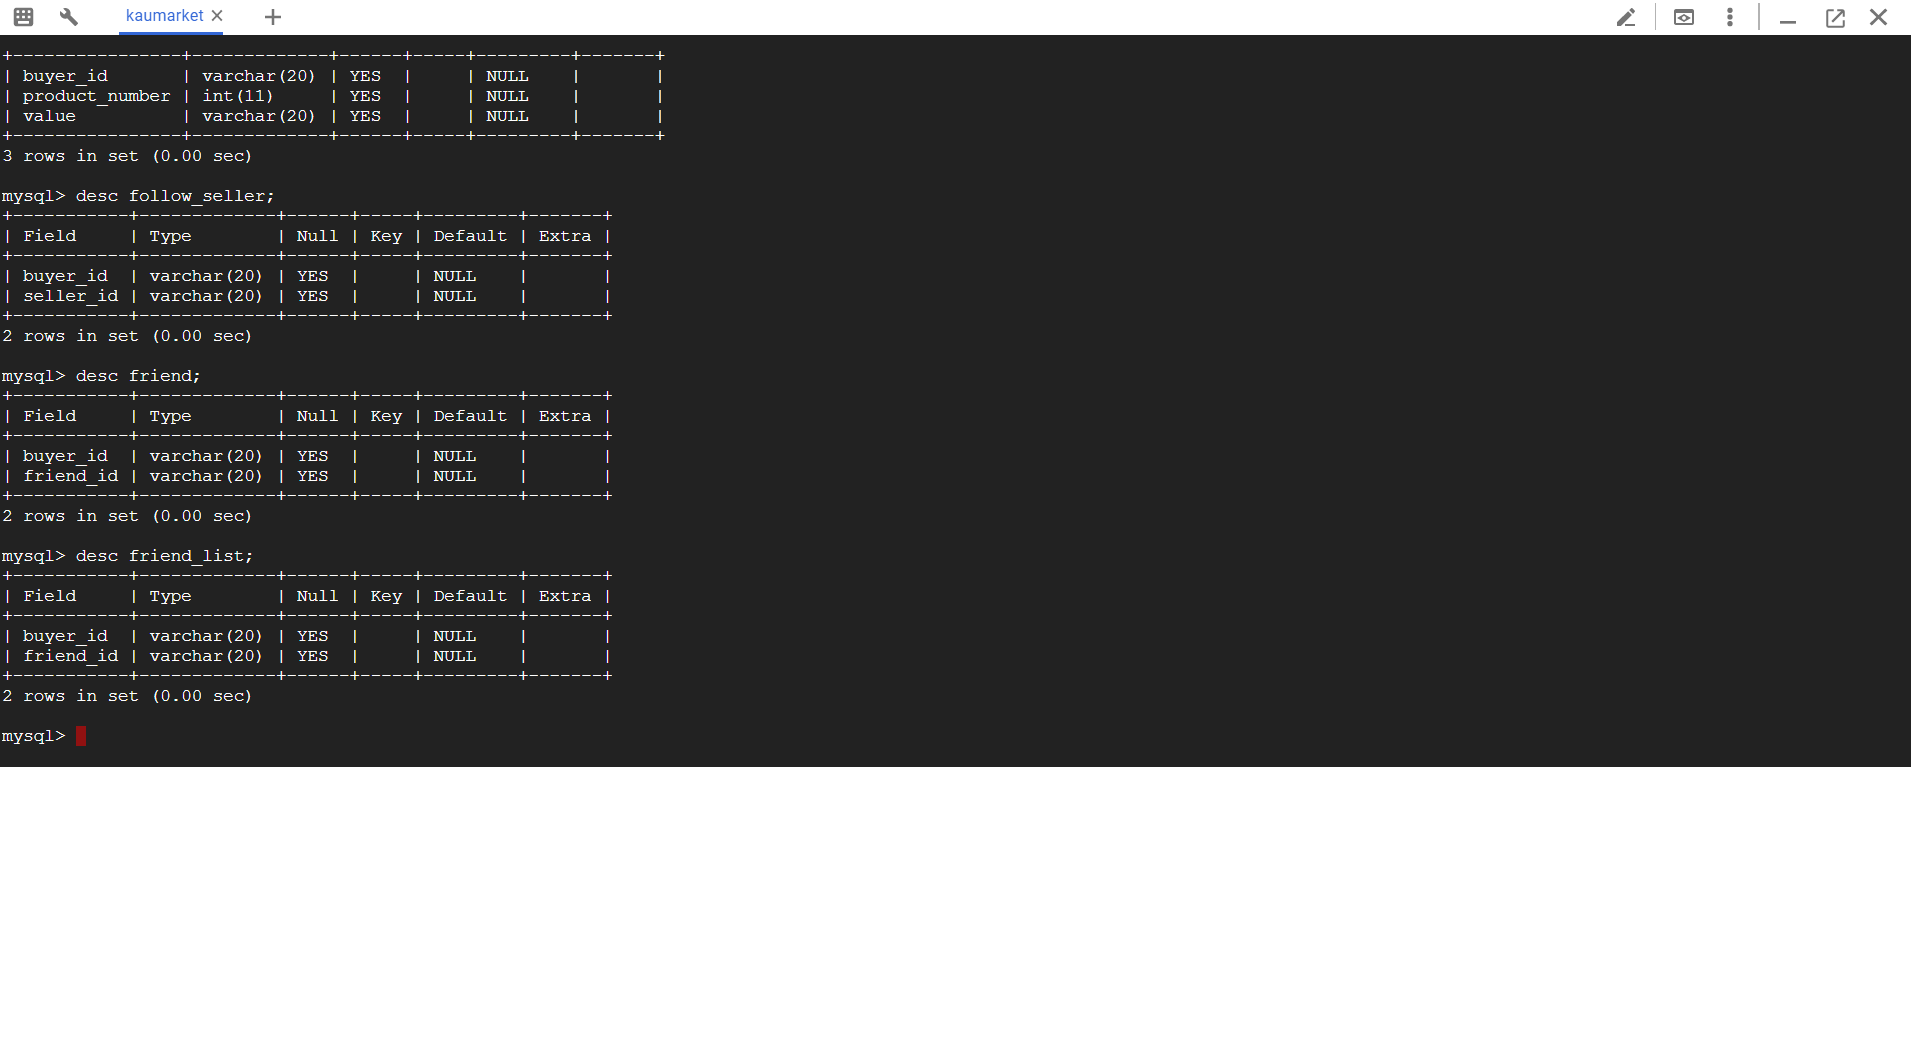 kaumarket
+----------------+-------------+------+-----+---------+-------+
| buyer_id       | varchar(20) | YES  |     | NULL    |       |
| product_number | int(11)     | YES  |     | NULL    |       |
| value          | varchar(20) | YES  |     | NULL    |       |
+----------------+-------------+------+-----+---------+-------+
3 rows in set (0.00 sec)
mysql> desc follow_seller;
+-----------+-------------+------+-----+---------+-------+
| Field     | Type        | Null | Key | Default | Extra |
+-----------+-------------+------+-----+---------+-------+
| buyer_id  | varchar(20) | YES  |     | NULL    |       |
| seller_id | varchar(20) | YES  |     | NULL    |       |
+-----------+-------------+------+-----+---------+-------+
2 rows in set (0.00 sec)
mysql> desc friend;
+-----------+-------------+------+-----+---------+-------+
| Field     | Type        | Null | Key | Default | Extra |
+-----------+-------------+------+-----+---------+-------+
| buyer_id  | varchar(20) | YES  |     | NULL    |       |
| friend_id | varchar(20) | YES  |     | NULL    |       |
+-----------+-------------+------+-----+---------+-------+
2 rows in set (0.00 sec)
mysql> desc friend_list;
+-----------+-------------+------+-----+---------+-------+
| Field     | Type        | Null | Key | Default | Extra |
+-----------+-------------+------+-----+---------+-------+
| buyer_id  | varchar(20) | YES  |     | NULL    |       |
| friend_id | varchar(20) | YES  |     | NULL    |       |
+-----------+-------------+------+-----+---------+-------+
2 rows in set (0.00 sec)
mysql>